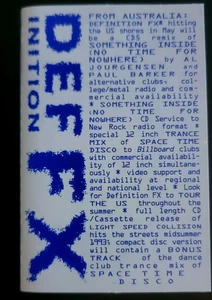 DEF FX
INITION
FROM AUSTRALIA:
DEFINITION FX* hitting
the US shores in May will
be a CD5 remix of
SOMETHING INSIDE
(NO TIME FOR
NOWHERE) by AL
JOURGENSEN and
PAUL BARKER for
alternative clubs, col
lege/metal radio and com-
mercial availability.
* SOMETHING INSIDE
(NO TIME FOR
NOWHERE) CD Service to
New Rock radio format *
special 12 inch TRANCE
MIX of SPACE TIME
DISCO to Billboard clubs
with commercial availabili-
ty of 12 inch simultane-
ously * video support and
availability at regional
and national level * Look
for Definition FX to TOUR
THE US throughout the
summer * full length CD
/Cassette release of
LIGHT SPEED COLLISION
hits the streets midsummer
1993: compact disc version
will contain a BONUS
TRACK of the dance
club trance mix of
SPACE TIME
DISCO